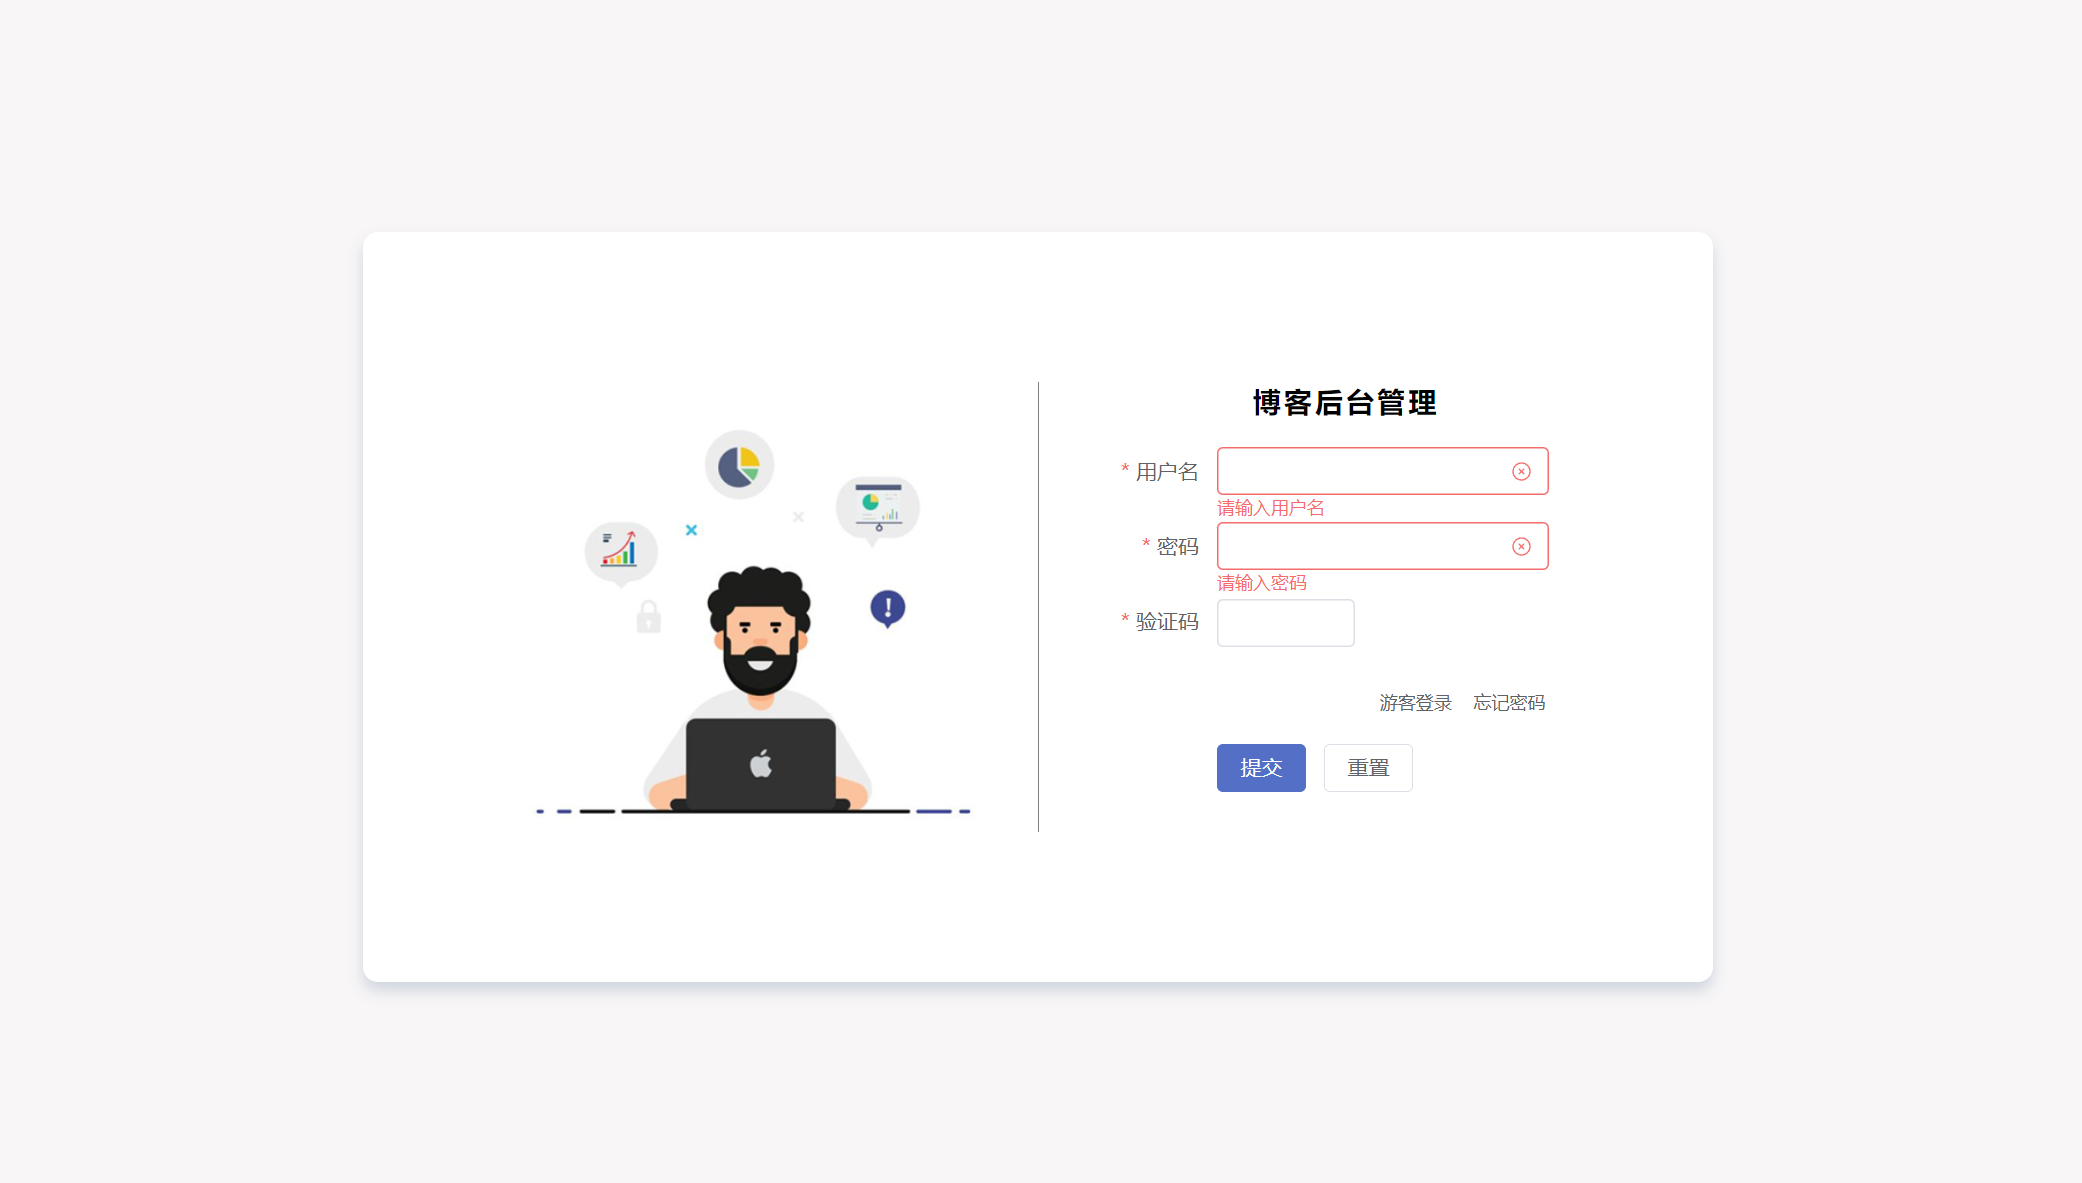 博客后台管理
* 用户名
请输入用户名
* 密码
请输入密码
* 验证码
游客登录 忘记密码
提交 重置